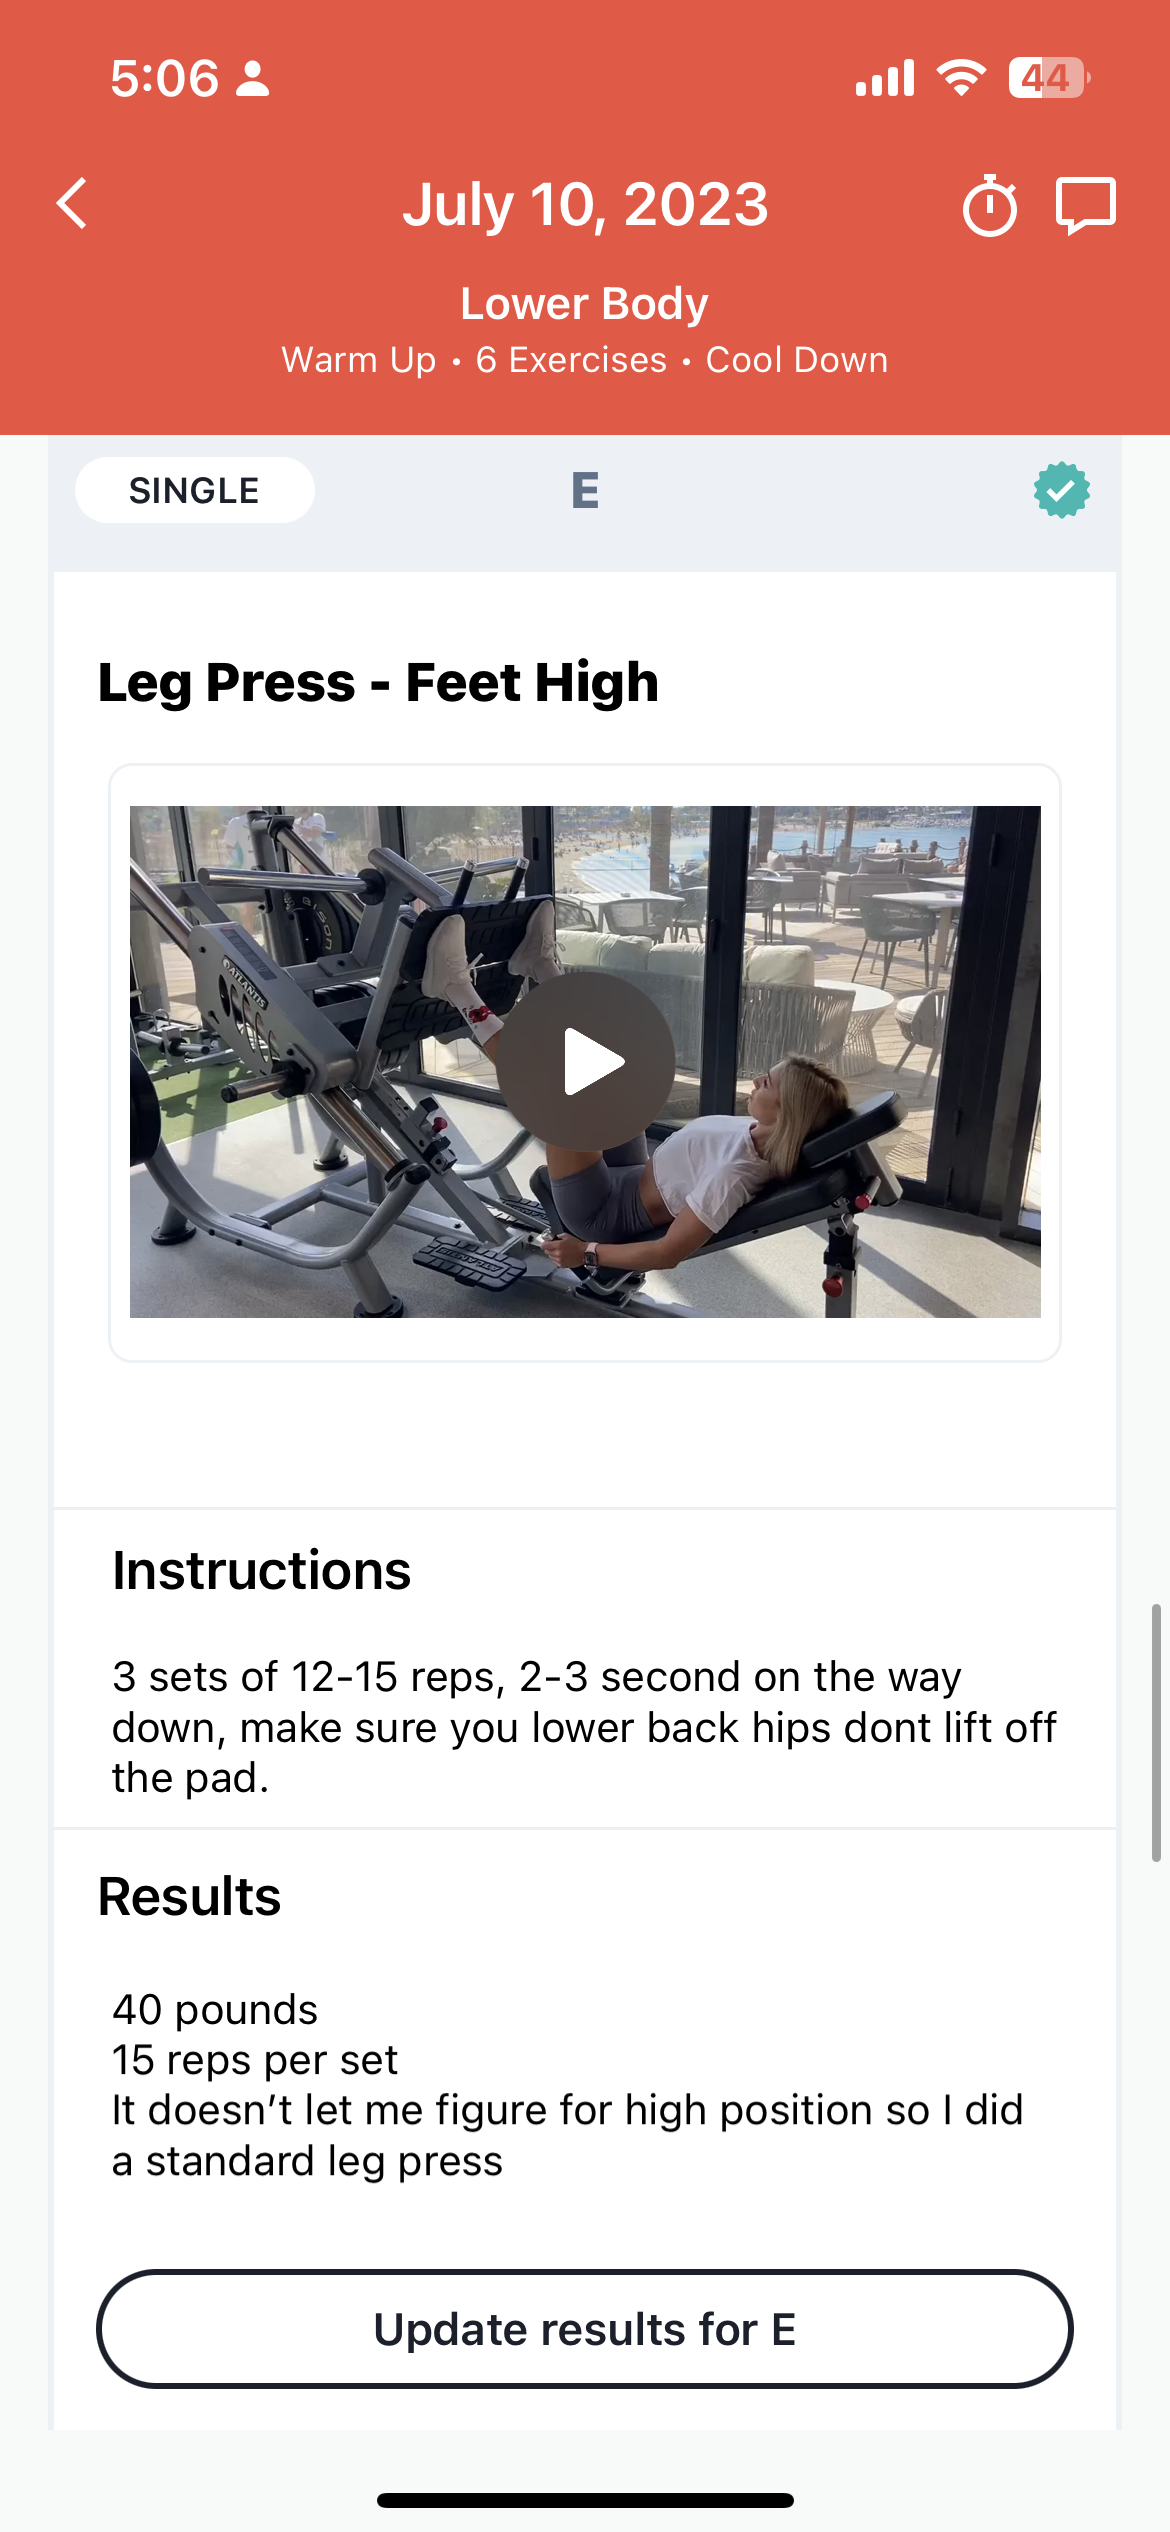 5:06
44
July 10, 2023
Lower Body
Warm Up • 6 Exercises • Cool Down
SINGLE
E
Leg Press - Feet High
BISON
ATLANTIS
ATLANTIS
Instructions
3 sets of 12-15 reps, 2-3 second on the way
down, make sure you lower back hips dont lift off
the pad.
Results
40 pounds
15 reps per set
It doesn’t let me figure for high position so I did
a standard leg press
Update results for E